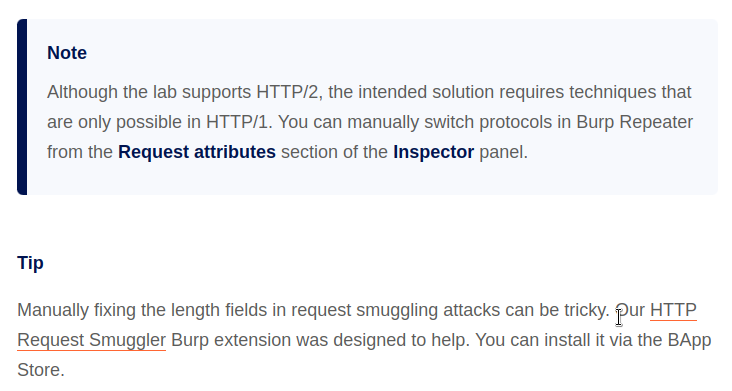 Note
Although the lab supports HTTP/2, the intended solution requires techniques that
are only possible in HTTP/1. You can manually switch protocols in Burp Repeater
from the Request attributes section of the Inspector panel.
Tip
Manually fixing the length fields in request smuggling attacks can be tricky. Our HTTP
Request Smuggler Burp extension was designed to help. You can install it via the BApp
Store.